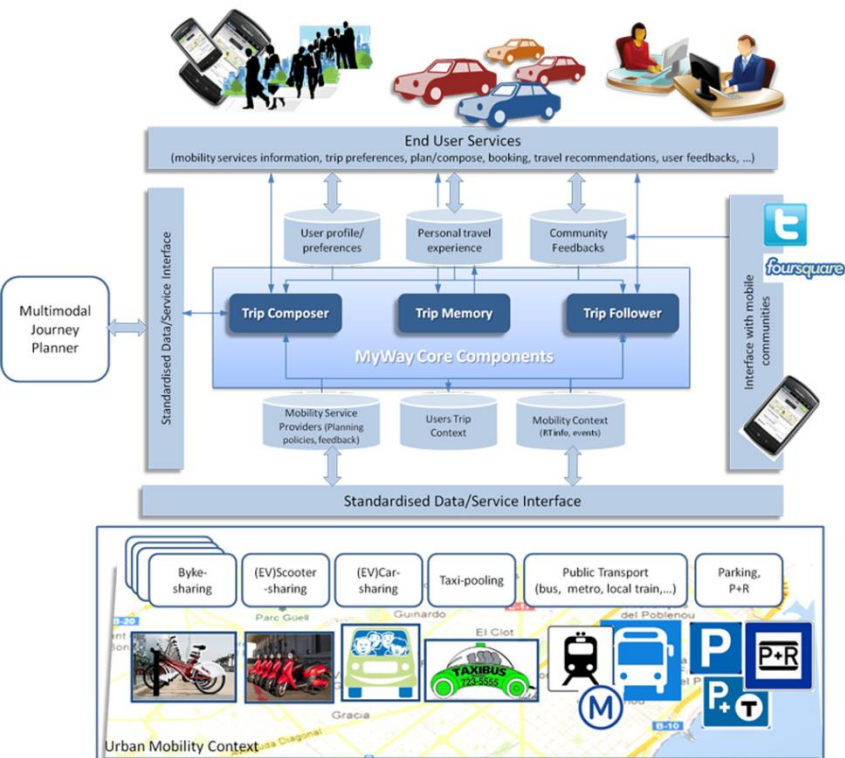 End User Services
(mobility services information, trip preferences, plan/compose, booking, travel recommendations, user feedbacks, ...)
User profile/
preferences
Personal travel
experience
Community
Feedbacks
foursquare
Multimodal
Journey
Planner
Standardised Data/Service Interface
Trip Composer
Trip Memory
Trip Follower
MyWay Core Components
Interface with mobile
communities
Mobility Service
Providers (Planning
policies, feedback)
Users Trip
Context
Mobility Context
(RT info, events)
Standardised Data/Service Interface
Byke-
sharing
(EV)Scooter
-sharing
(EV)Car-
sharing
Taxi-pooling
Public Transport
(bus, metro, local train,...)
Parking,
P+R
B-20
Parc Güell
Guinardo
del Poblenou
El Clot
TAXIBUS
723-5555
M
P
P+R
P+T
Gracia
B-10
Urban Mobility Context